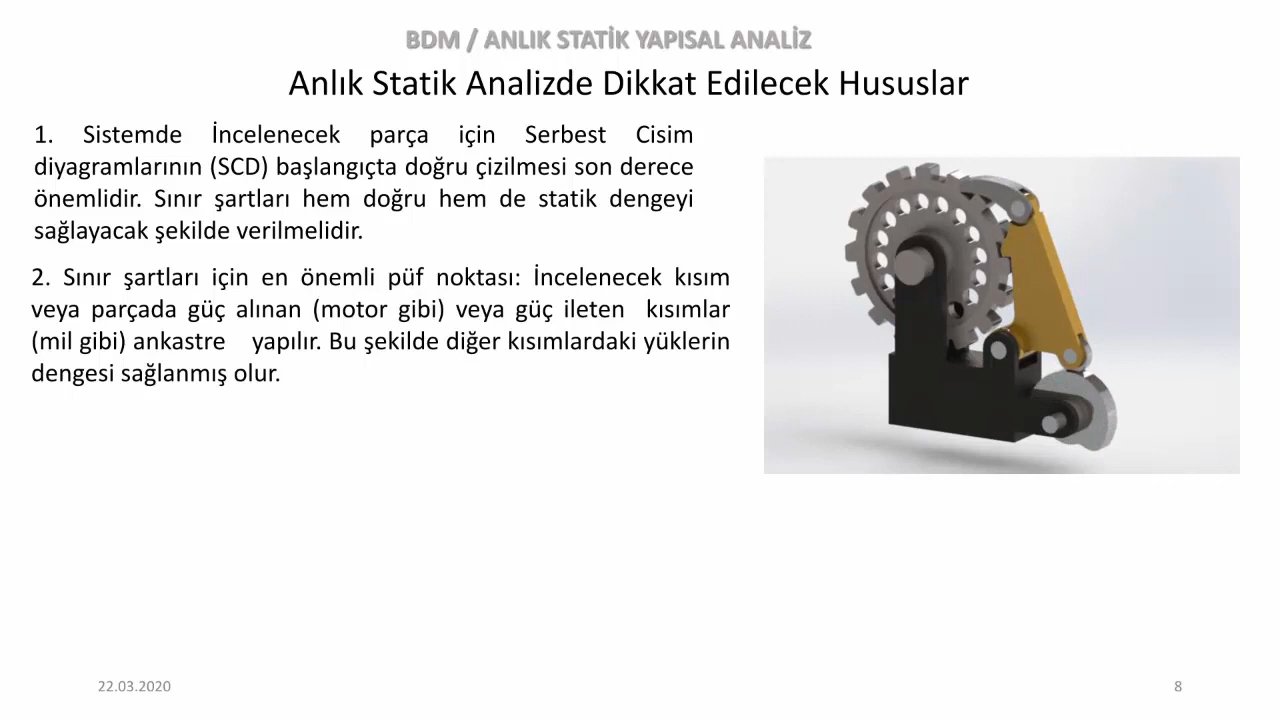 BDM / ANLIK STATİK YAPISAL ANALİZ
Anlık Statik Analizde Dikkat Edilecek Hususlar
1. Sistemde İncelenecek parça için Serbest Cisim
diyagramlarının (SCD) başlangıçta doğru çizilmesi son derece
önemlidir. Sınır şartları hem doğru hem de statik dengeyi
sağlayacak şekilde verilmelidir.
2. Sınır şartları için en önemli püf noktası: İncelenecek kısım
veya parçada güç alınan (motor gibi) veya güç ileten kısımlar
(mil gibi) ankastre yapılır. Bu şekilde diğer kısımlardaki yüklerin
dengesi sağlanmış olur.
22.03.2020
8